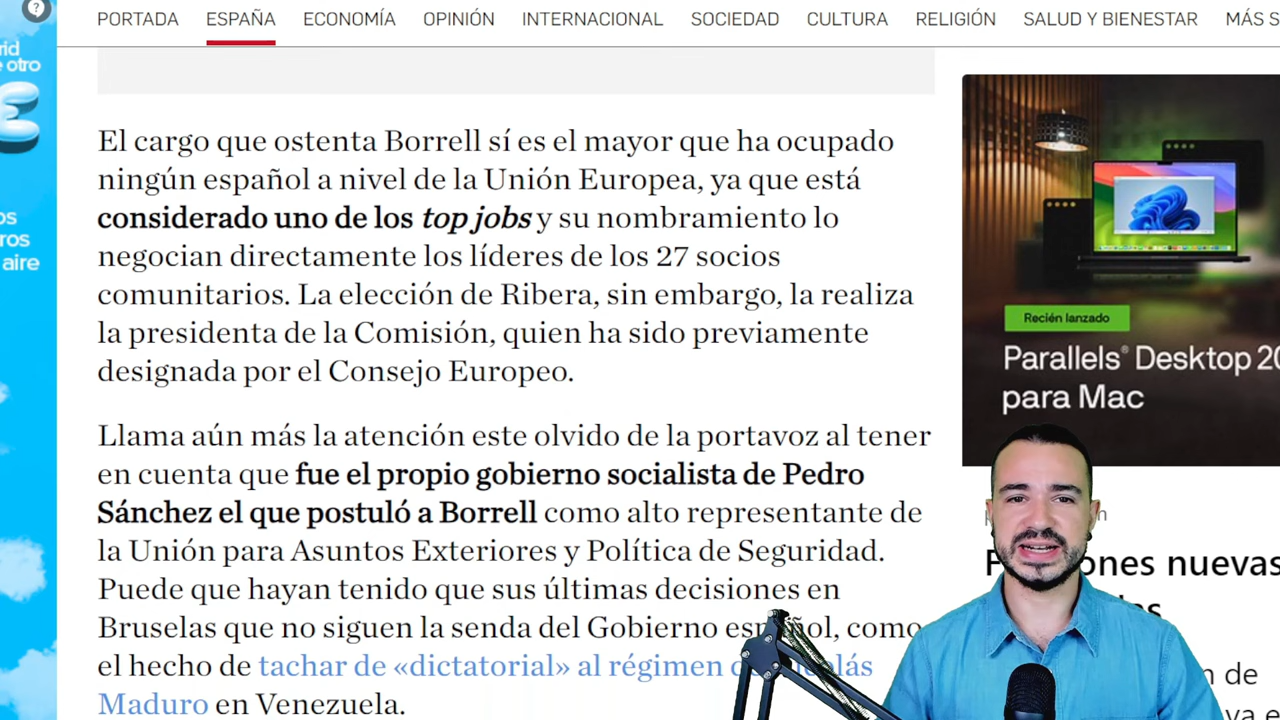 PORTADA ESPAÑA ECONOMÍA OPINIÓN INTERNACIONAL SOCIEDAD CULTURA RELIGIÓN SALUD Y BIENESTAR MÁS S
?
rid
otro
€
os
ros
aire
El cargo que ostenta Borrell sí es el mayor que ha ocupado
ningún español a nivel de la Unión Europea, ya que está
considerado uno de los top jobs y su nombramiento lo
negocian directamente los líderes de los 27 socios
comunitarios. La elección de Ribera, sin embargo, la realiza
la presidenta de la Comisión, quien ha sido previamente
designada por el Consejo Europeo.
Llama aún más la atención este olvido de la portavoz al tener
en cuenta que fue el propio gobierno socialista de Pedro
Sánchez el que postuló a Borrell como alto representante de
la Unión para Asuntos Exteriores y Política de Seguridad.
Puede que hayan tenido que sus últimas decisiones en
Bruselas que no siguen la senda del Gobierno español, como
el hecho de tachar de «dictatorial» al régimen de Nicolás
Maduro en Venezuela.
Recién lanzado
Parallels® Desktop 20
para Mac
ones nuevas
de